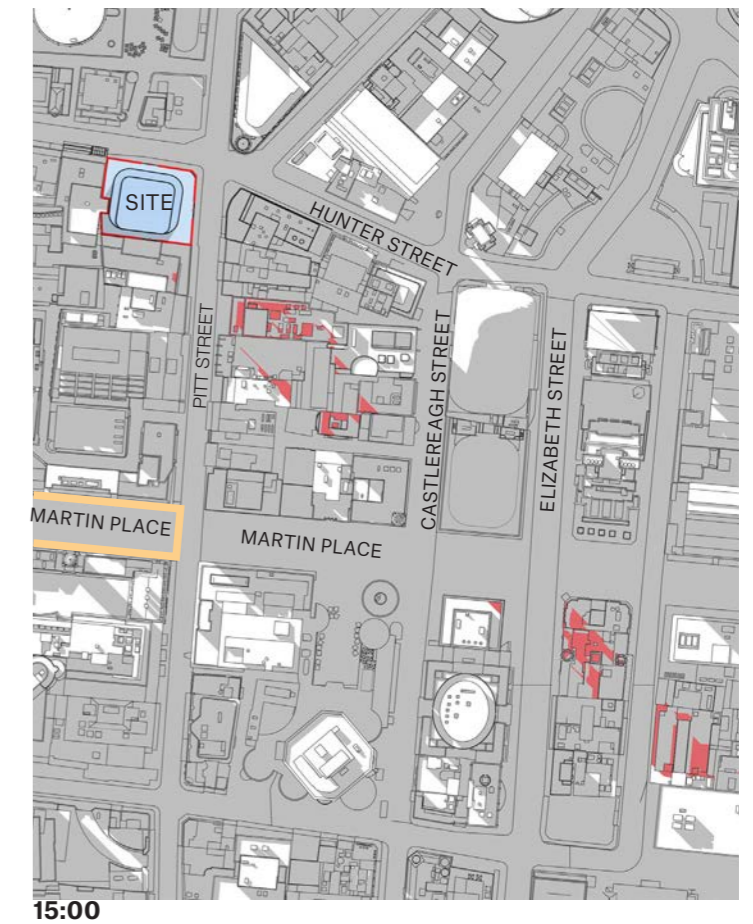 SITE
HUNTER STREET
PITT STREET
CASTLEREAGH STREET
ELIZABETH STREET
MARTIN PLACE
MARTIN PLACE
15:00